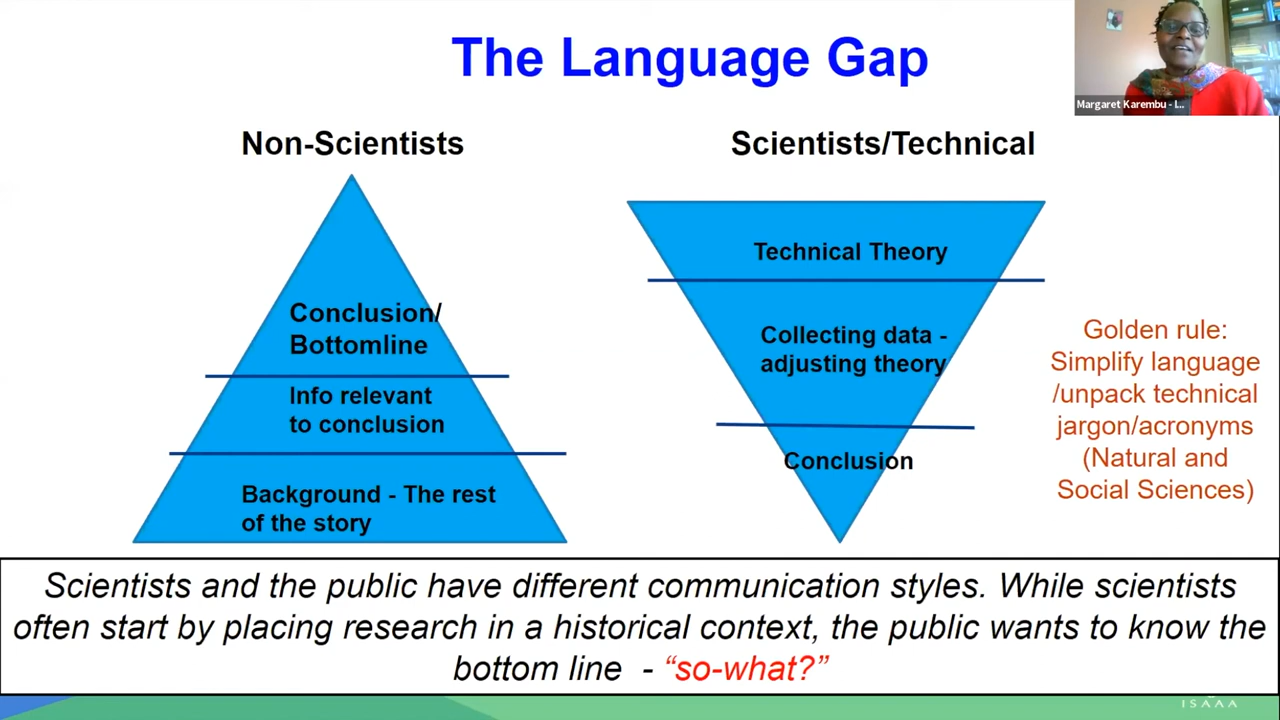 The Language Gap
Margaret Karembu - I...
Non-Scientists
Conclusion/
Bottomline
Info relevant
to conclusion
Background - The rest
of the story
Scientists/Technical
Technical Theory
Collecting data -
adjusting theory
Conclusion
Golden rule:
Simplify language
/unpack technical
jargon/acronyms
(Natural and
Social Sciences)
Scientists and the public have different communication styles. While scientists
often start by placing research in a historical context, the public wants to know the
bottom line - “so-what?”
ISAAA